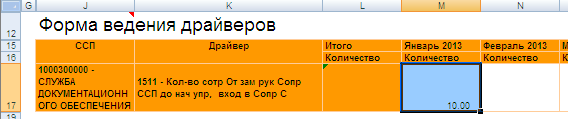 G J K L M N
12 Форма ведения драйверов
15 ССП Драйвер Итого Январь 2013 Февраль 2013
16 Количество Количество Количество
1000300000 -
СЛУЖБА
ДОКУМЕНТАЦИОНН
ОГО ОБЕСПЕЧЕНИЯ
1511 - Кол-во сотр От зам рук Сопр
ССП до нач упр, вход в Сопр С
17 10.00